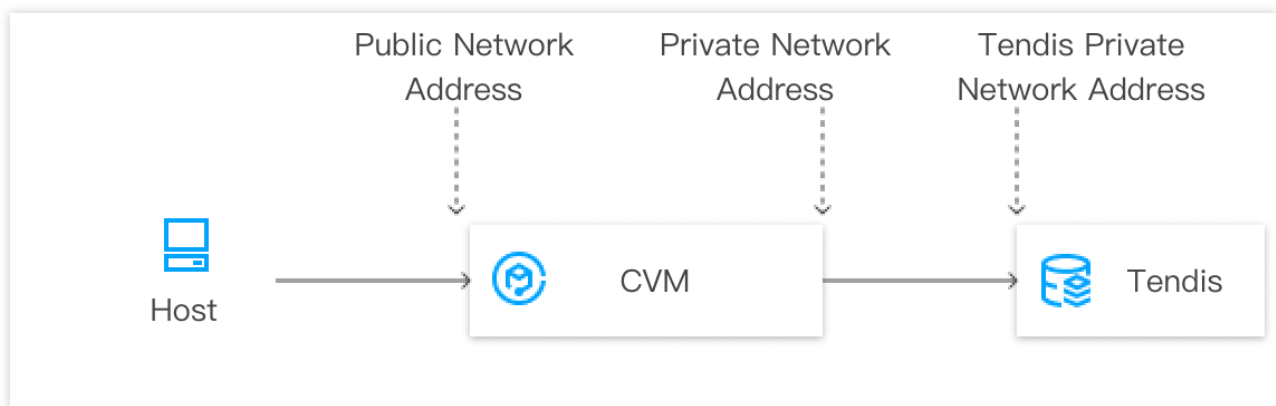 Public Network
Address
Private Network
Address
Tendis Private
Network Address
Host
CVM
Tendis